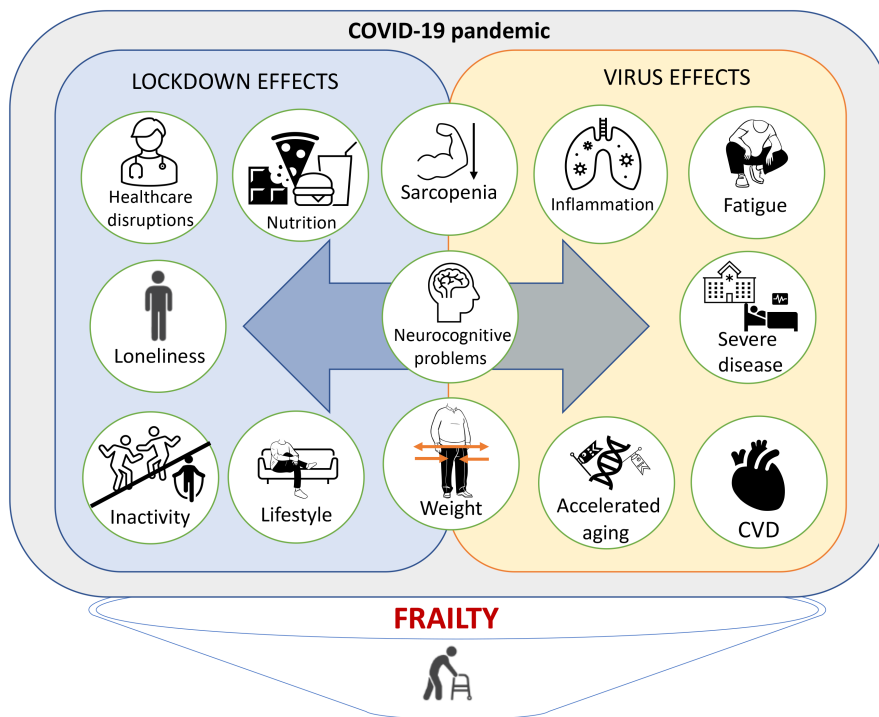 COVID-19 pandemic
LOCKDOWN EFFECTS
VIRUS EFFECTS
Healthcare
disruptions
Nutrition
Sarcopenia
Inflammation
Fatigue
Loneliness
Neurocognitive
problems
Severe
disease
Inactivity
Lifestyle
Weight
Accelerated
aging
CVD
FRAILTY